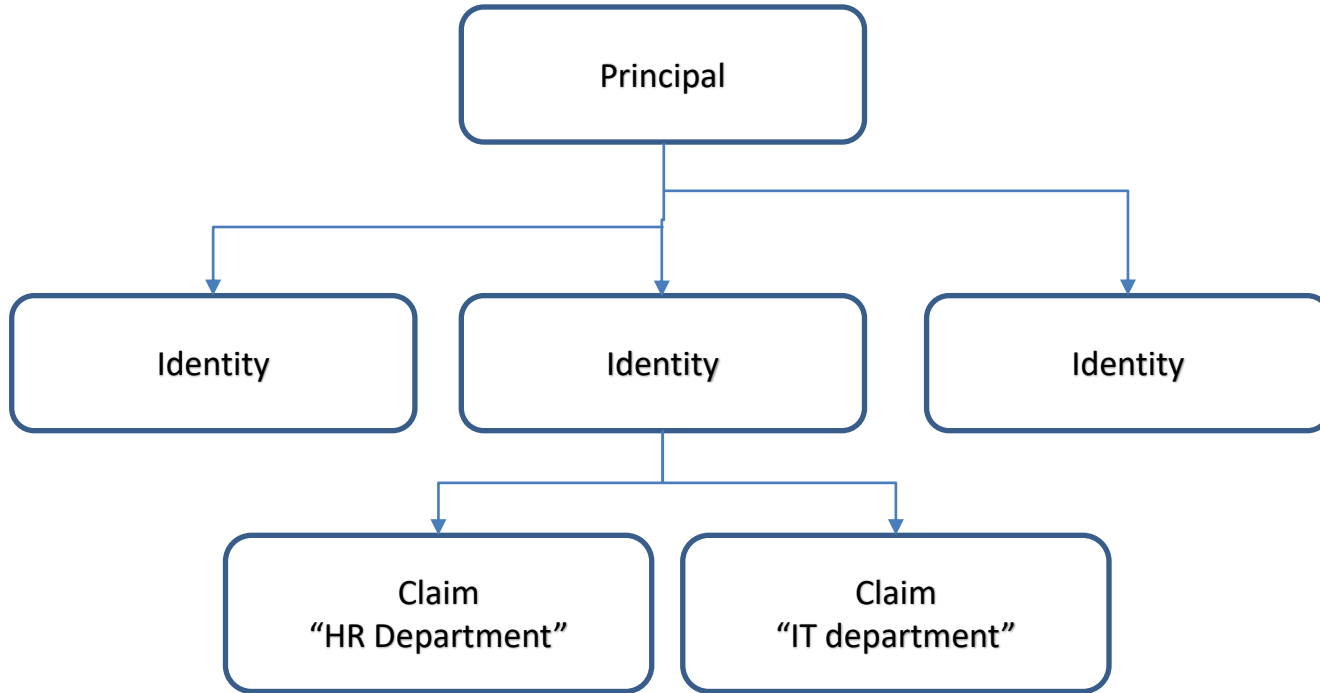 Principal
Identity
Identity
Identity
Claim
“HR Department”
Claim
“IT department”